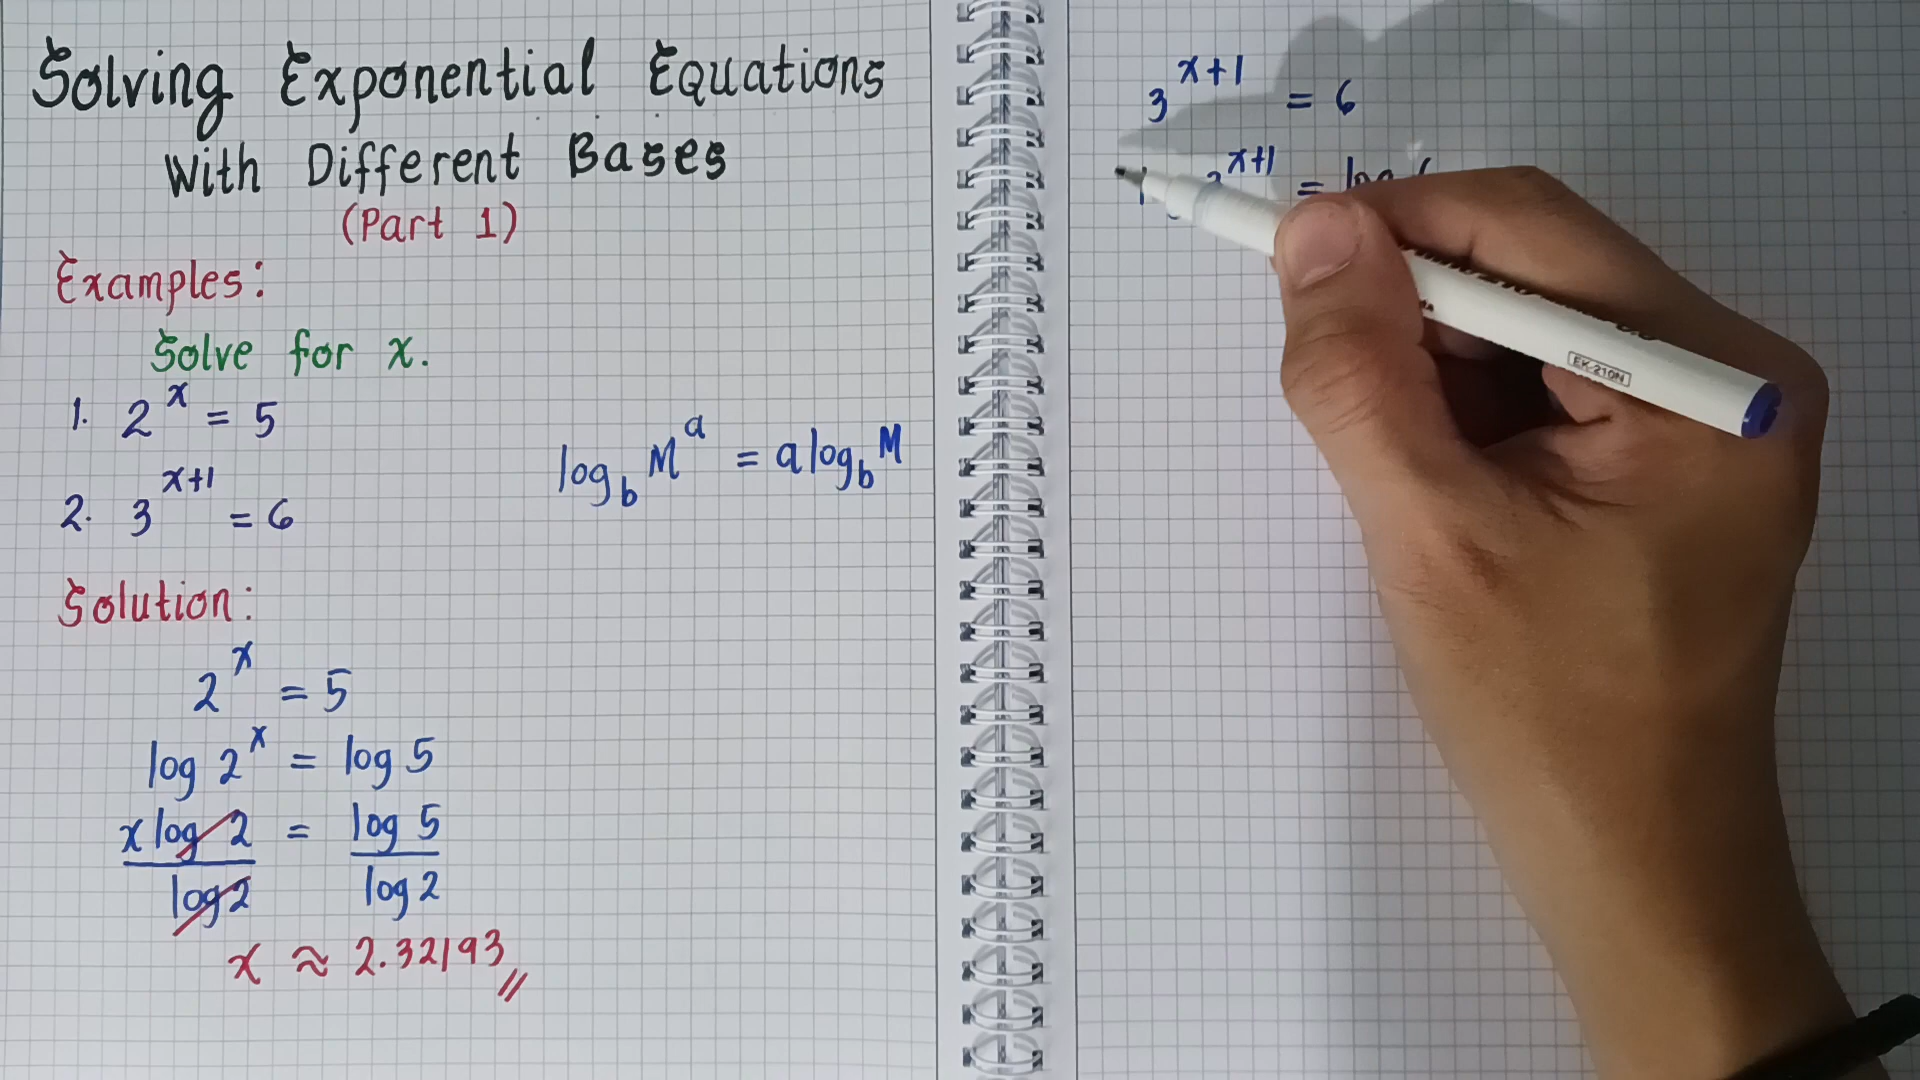 Solving Exponential Equations
With Different Bases
(Part 1)
Examples:
Solve for x.
1. 2^x = 5
2. 3^{x+1} = 6
log_b M^a = a log_b M
Solution:
2^x = 5
log 2^x = log 5
x log 2 = log 5
log 2 log 2
x ≈ 2.32193
3^{x+1} = 6
x+1 = log
EK-210N